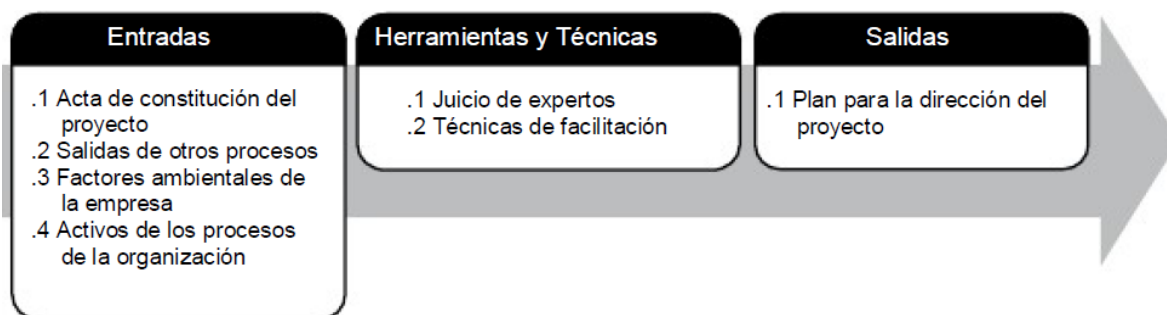 Entradas
.1 Acta de constitución del
proyecto
.2 Salidas de otros procesos
.3 Factores ambientales de
la empresa
.4 Activos de los procesos
de la organización
Herramientas y Técnicas
.1 Juicio de expertos
.2 Técnicas de facilitación
Salidas
.1 Plan para la dirección del
proyecto